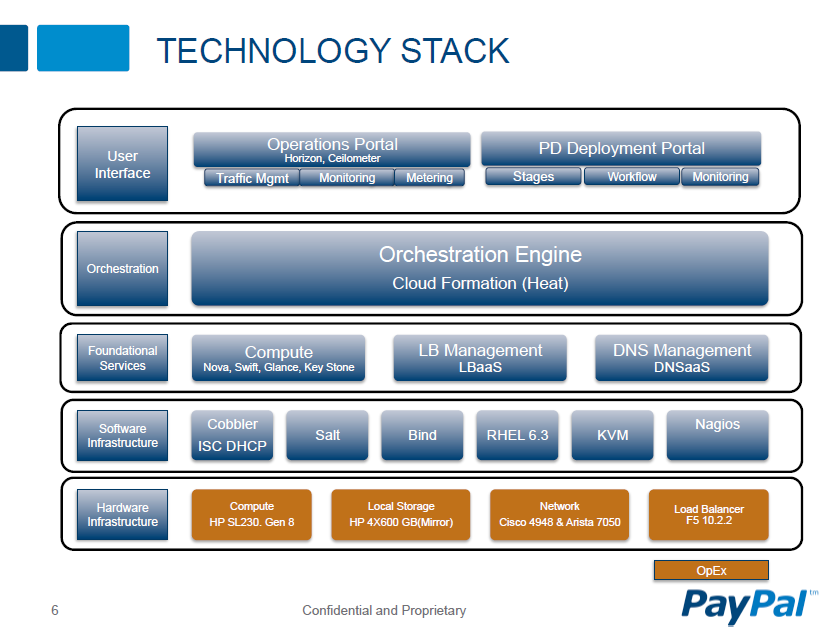 TECHNOLOGY STACK
User
Interface
Operations Portal
Horizon, Ceilometer
Traffic Mgmt
Monitoring
Metering
PD Deployment Portal
Stages
Workflow
Monitoring
Orchestration
Orchestration Engine
Cloud Formation (Heat)
Foundational
Services
Compute
Nova, Swift, Glance, Key Stone
LB Management
LBaaS
DNS Management
DNSaaS
Software
Infrastructure
Cobbler
ISC DHCP
Salt
Bind
RHEL 6.3
KVM
Nagios
Hardware
Infrastructure
Compute
HP SL230. Gen 8
Local Storage
HP 4X600 GB(Mirror)
Network
Cisco 4948 & Arista 7050
Load Balancer
F5 10.2.2
OpEx
6
Confidential and Proprietary
PayPal tm